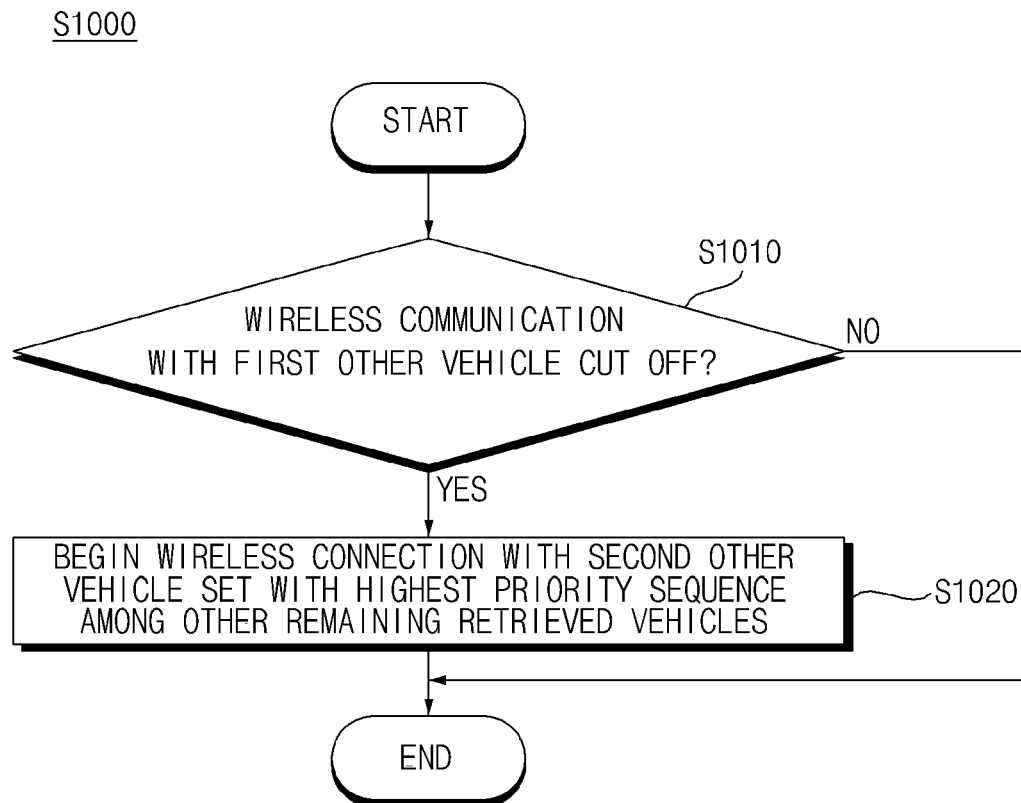 S1000
START
S1010
WIRELESS COMMUNICATION
WITH FIRST OTHER VEHICLE CUT OFF?
NO
YES
BEGIN WIRELESS CONNECTION WITH SECOND OTHER
VEHICLE SET WITH HIGHEST PRIORITY SEQUENCE
AMONG OTHER REMAINING RETRIEVED VEHICLES
S1020
END